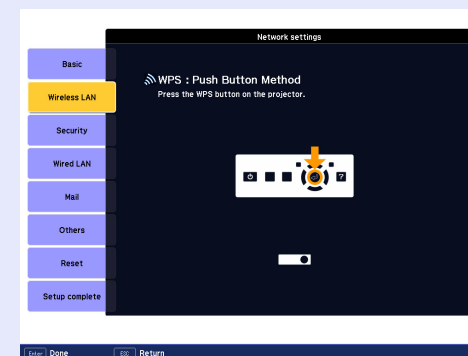 Network settings
Basic
Wireless LAN
Security
Wired LAN
Mail
Others
Reset
Setup complete
WPS : Push Button Method
Press the WPS button on the projector.
?
Enter Done
ESC Return